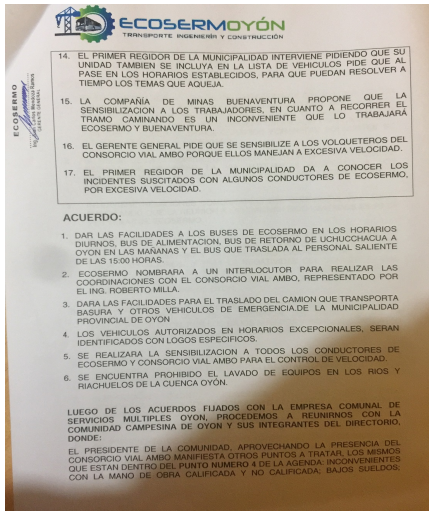 ECOSERMOYÓN
TRANSPORTE INGENIERÍA Y CONSTRUCCIÓN
14. EL PRIMER REGIDOR DE LA MUNICIPALIDAD INTERVIENE PIDIENDO QUE SU
UNIDAD TAMBIEN SE INCLUYA EN LA LISTA DE VEHICULOS PIDE QUE AL
PASE EN LOS HORARIOS ESTABLECIDOS, PARA QUE PUEDAN RESOLVER A
TIEMPO LOS TEMAS QUE AQUEJA.
15. LA COMPAÑÍA DE MINAS BUENAVENTURA PROPONE QUE LA
SENSIBILIZACION A LOS TRABAJADORES, EN CUANTO A RECORRER EL
TRAMO CAMINANDO ES UN INCONVENIENTE QUE LO TRABAJARÁ
ECOSERMO Y BUENAVENTURA.
16. EL GERENTE GENERAL PIDE QUE SE SENSIBILIZE A LOS VOLQUETEROS DEL
CONSORCIO VIAL AMBO PORQUE ELLOS MANEJAN A EXCESIVA VELOCIDAD.
17. EL PRIMER REGIDOR DE LA MUNICIPALIDAD DA A CONOCER LOS
INCIDENTES SUSCITADOS CON ALGUNOS CONDUCTORES DE ECOSERMO,
POR EXCESIVA VELOCIDAD.
ECOSERMO
GERENTE GENERAL
ACUERDO:
1. DAR LAS FACILIDADES A LOS BUSES DE ECOSERMO EN LOS HORARIOS
DIURNOS, BUS DE ALIMENTACION, BUS DE RETORNO DE UCHUCCHACUA A
OYON EN LAS MAÑANAS Y EL BUS QUE TRASLADA AL PERSONAL SALIENTE
DE LAS 15:00 HORAS.
2. ECOSERMO NOMBRARA A UN INTERLOCUTOR PARA REALIZAR LAS
COORDINACIONES CON EL CONSORCIO VIAL AMBO, REPRESENTADO POR
EL ING. ROBERTO MILLA.
3. DARA LAS FACILIDADES PARA EL TRASLADO DEL CAMION QUE TRANSPORTA
BASURA Y OTROS VEHICULOS DE EMERGENCIA.DE LA MUNICIPALIDAD
PROVINCIAL DE OYÓN
4. LOS VEHICULOS AUTORIZADOS EN HORARIOS EXCEPCIONALES, SERAN
IDENTIFICADOS CON LOGOS ESPECIFICOS.
5. SE REALIZARA LA SENSIBILIZACION A TODOS LOS CONDUCTORES DE
ECOSERMO Y CONSORCIO VIAL AMBO PARA EL CONTROL DE VELOCIDAD.
6. SE ENCUENTRA PROHIBIDO EL LAVADO DE EQUIPOS EN LOS RIOS Y
RIACHUELOS DE LA CUENCA OYÓN.
LUEGO DE LOS ACUERDOS FIJADOS CON LA EMPRESA COMUNAL DE
SERVICIOS MULTIPLES OYON, PROCEDEMOS A REUNIRNOS CON LA
COMUNIDAD CAMPESINA DE OYON Y SUS INTEGRANTES DEL DIRECTORIO,
DONDE:
EL PRESIDENTE DE LA COMUNIDAD, APROVECHANDO LA PRESENCIA DEL
CONSORCIO VIAL AMBO MANIFIESTA OTROS PUNTOS A TRATAR, LOS MISMOS
QUE ESTAN DENTRO DEL PUNTO NUMERO 4 DE LA AGENDA: INCONVENIENTES
CON LA MANO DE OBRA CALIFICADA Y NO CALIFICADA; BAJOS SUELDOS;